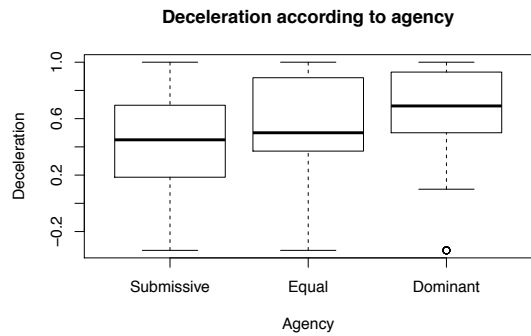 Deceleration according to agency
Deceleration
1.0
0.6
0.2
−0.2
Submissive Equal Dominant
Agency